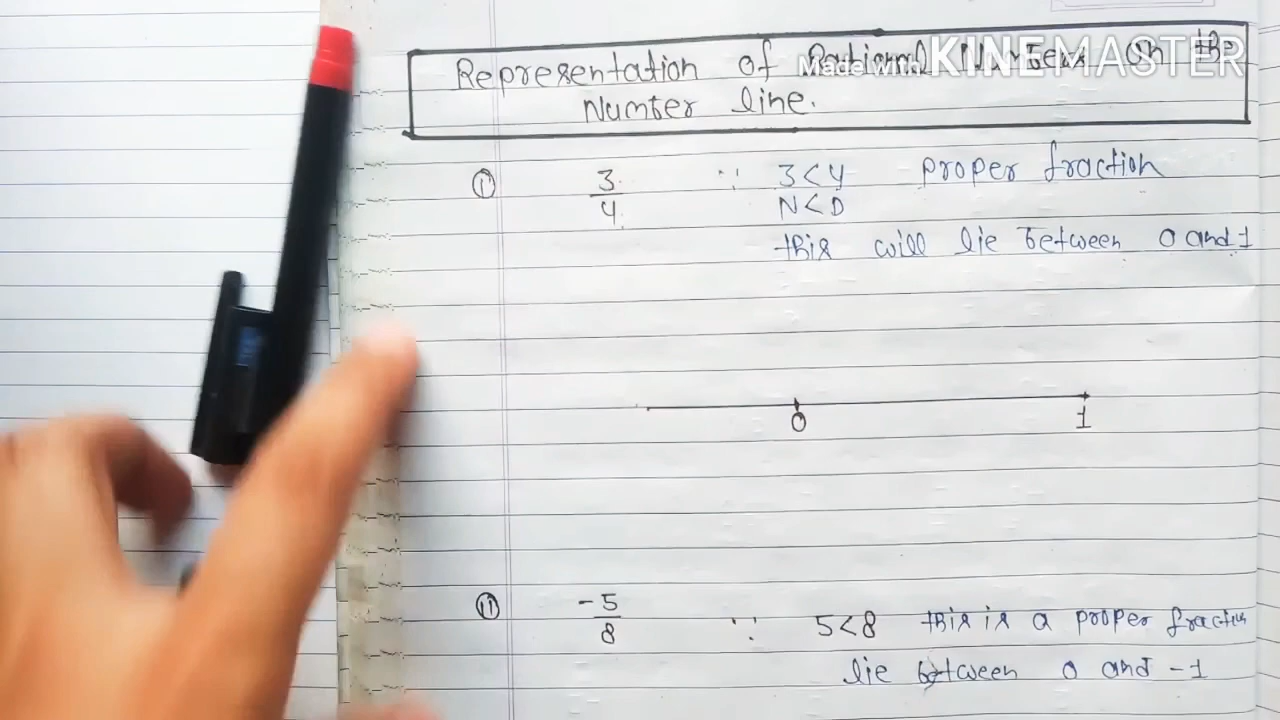 Representation of Rational Numbers on the
Made with KINEMASTER
Number line.
i 3/4 ∵ 3<4 proper fraction
N<D
this will lie between 0 and 1
0 1
ii -5/8 ∵ 5<8 this is a proper fraction
lie between 0 and -1